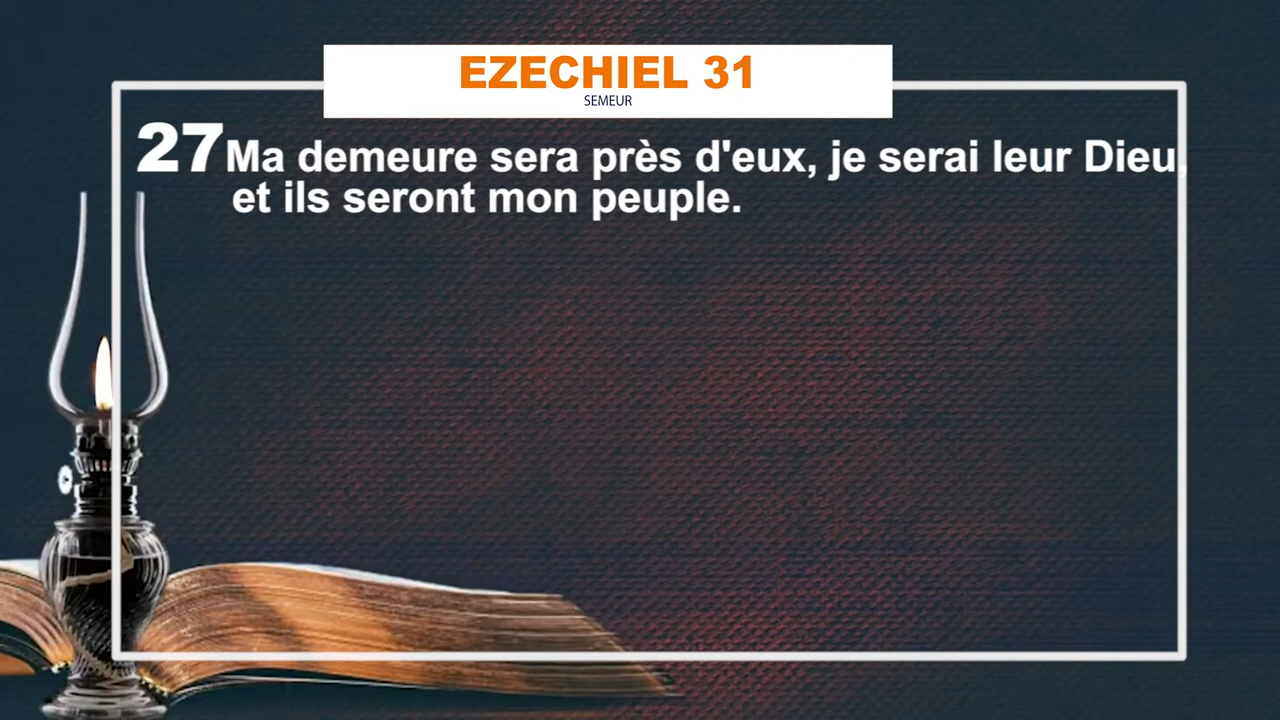 EZECHIEL 31
SEMEUR
27 Ma demeure sera près d'eux, je serai leur Dieu,
et ils seront mon peuple.